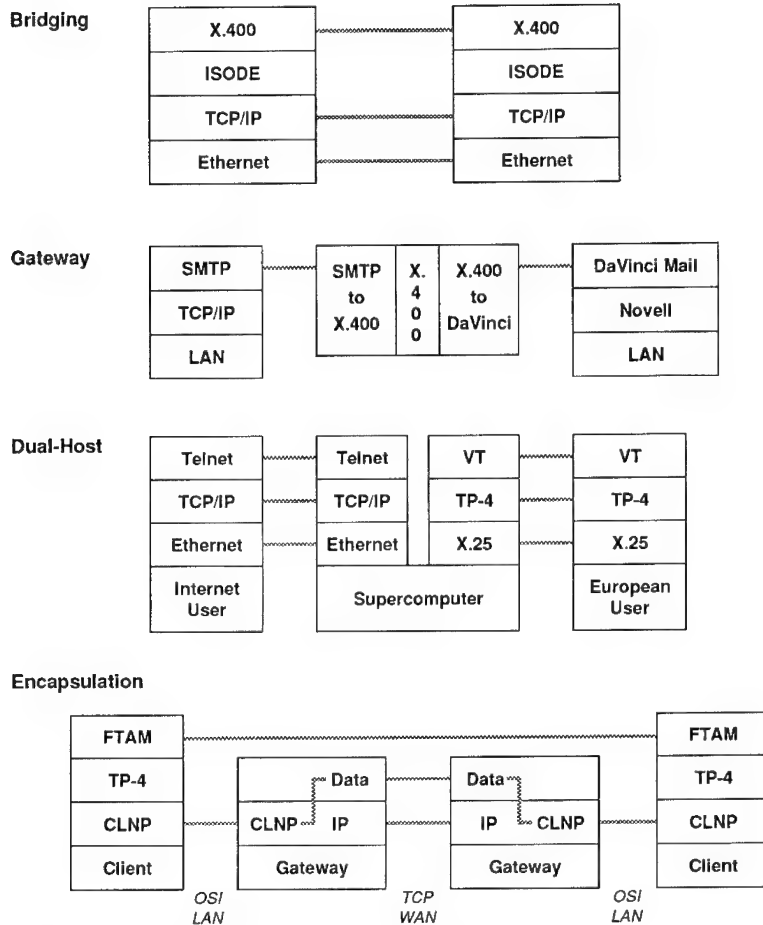 Bridging
X.400 X.400
ISODE ISODE
TCP/IP TCP/IP
Ethernet Ethernet
Gateway
SMTP
TCP/IP
LAN
SMTP
to
X.400
X.
4
0
0
X.400
to
DaVinci
DaVinci Mail
Novell
LAN
Dual-Host
Telnet Telnet VT VT
TCP/IP TCP/IP TP-4 TP-4
Ethernet Ethernet X.25 X.25
Internet
User
Supercomputer
European
User
Encapsulation
FTAM FTAM
TP-4 Data Data TP-4
CLNP CLNP IP IP CLNP CLNP
Client Gateway Gateway Client
OSI
LAN
TCP
WAN
OSI
LAN